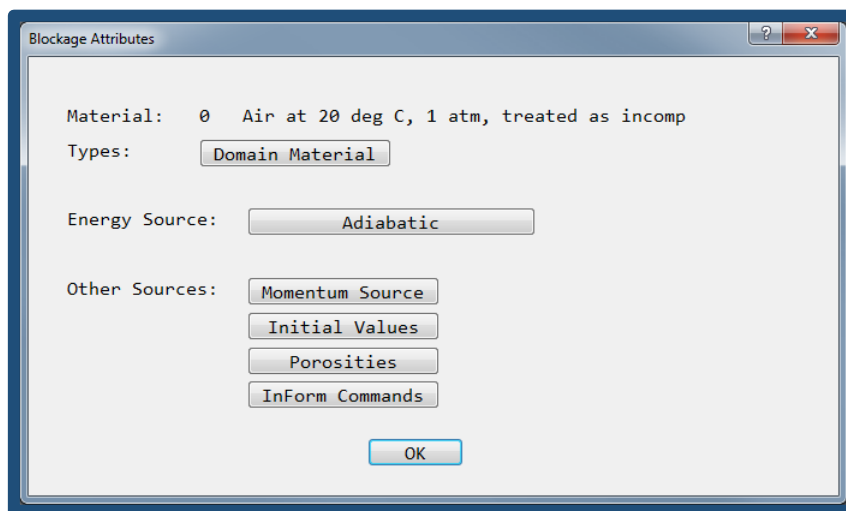 Blockage Attributes
?
Material: 0 Air at 20 deg C, 1 atm, treated as incomp
Types: Domain Material
Energy Source: Adiabatic
Other Sources: Momentum Source
Initial Values
Porosities
InForm Commands
OK